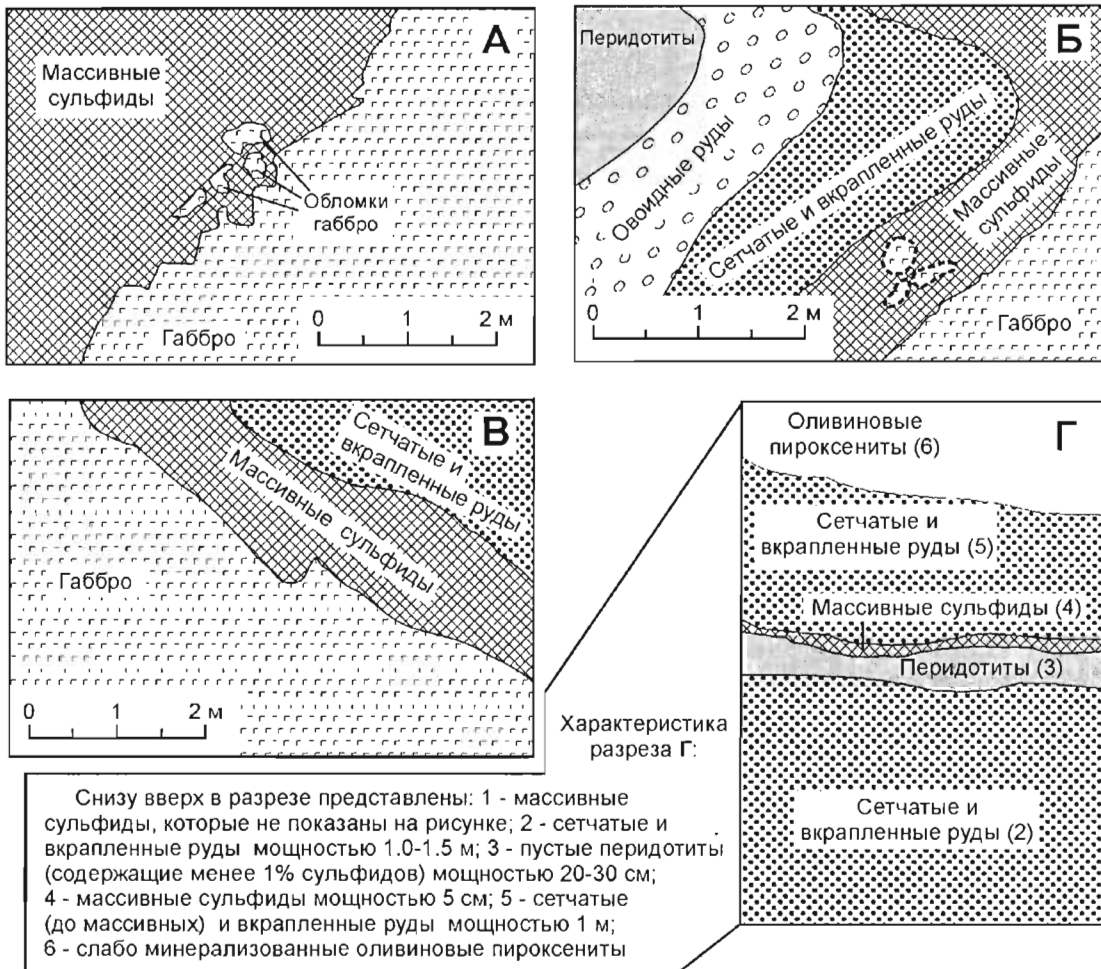 А
Массивные
сульфиды
Обломки
габбро
Габбро
0 1 2 м
Б
Перидотиты
Овоидные руды
Сетчатые и вкрапленные руды
Массивные
сульфиды
Габбро
0 1 2 м
В
Сетчатые и
вкрапленные
руды
Массивные сульфиды
Габбро
0 1 2 м
Г
Оливиновые
пироксениты (6)
Сетчатые и
вкрапленные руды (5)
Массивные сульфиды (4)
Перидотиты (3)
Сетчатые и
вкрапленные руды (2)
Характеристика
разреза Г:
Снизу вверх в разрезе представлены: 1 - массивные
сульфиды, которые не показаны на рисунке; 2 - сетчатые и
вкрапленные руды мощностью 1.0-1.5 м; 3 - пустые перидотиты
(содержащие менее 1% сульфидов) мощностью 20-30 см;
4 - массивные сульфиды мощностью 5 см; 5 - сетчатые
(до массивных) и вкрапленные руды мощностью 1 м;
6 - слабо минерализованные оливиновые пироксениты